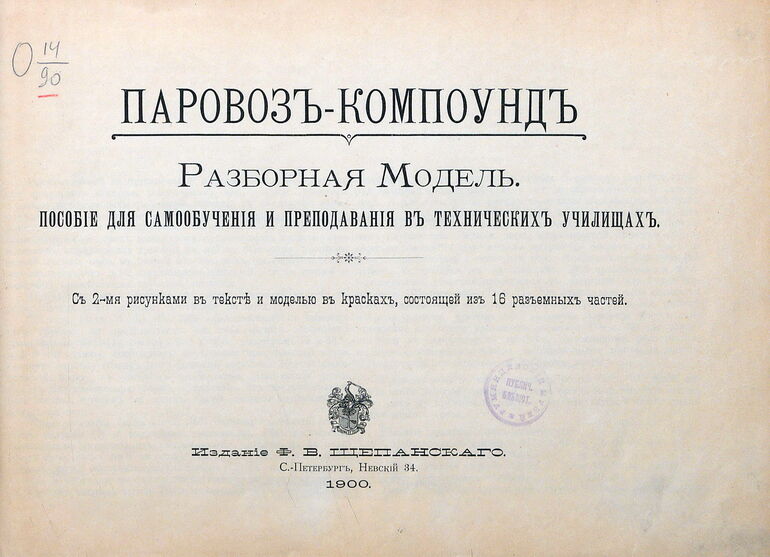 О 14
90
ПАРОВОЗЪ-КОМПОУНДЪ
РАЗБОРНАЯ МОДЕЛЬ.
ПОСОБІЕ ДЛЯ САМООБУЧЕНІЯ И ПРЕПОДАВАНІЯ ВЪ ТЕХНИЧЕСКИХЪ УЧИЛИЩАХЪ.
Съ 2-мя рисунками въ текстѣ и моделью въ краскахъ, состоящей изъ 16 разъемныхъ частей.
ПУБЛИЧ.
Изданіе Ф. В. ЩЕПАНСКАГО.
С.-Петербургъ, Невскій 34.
1900.